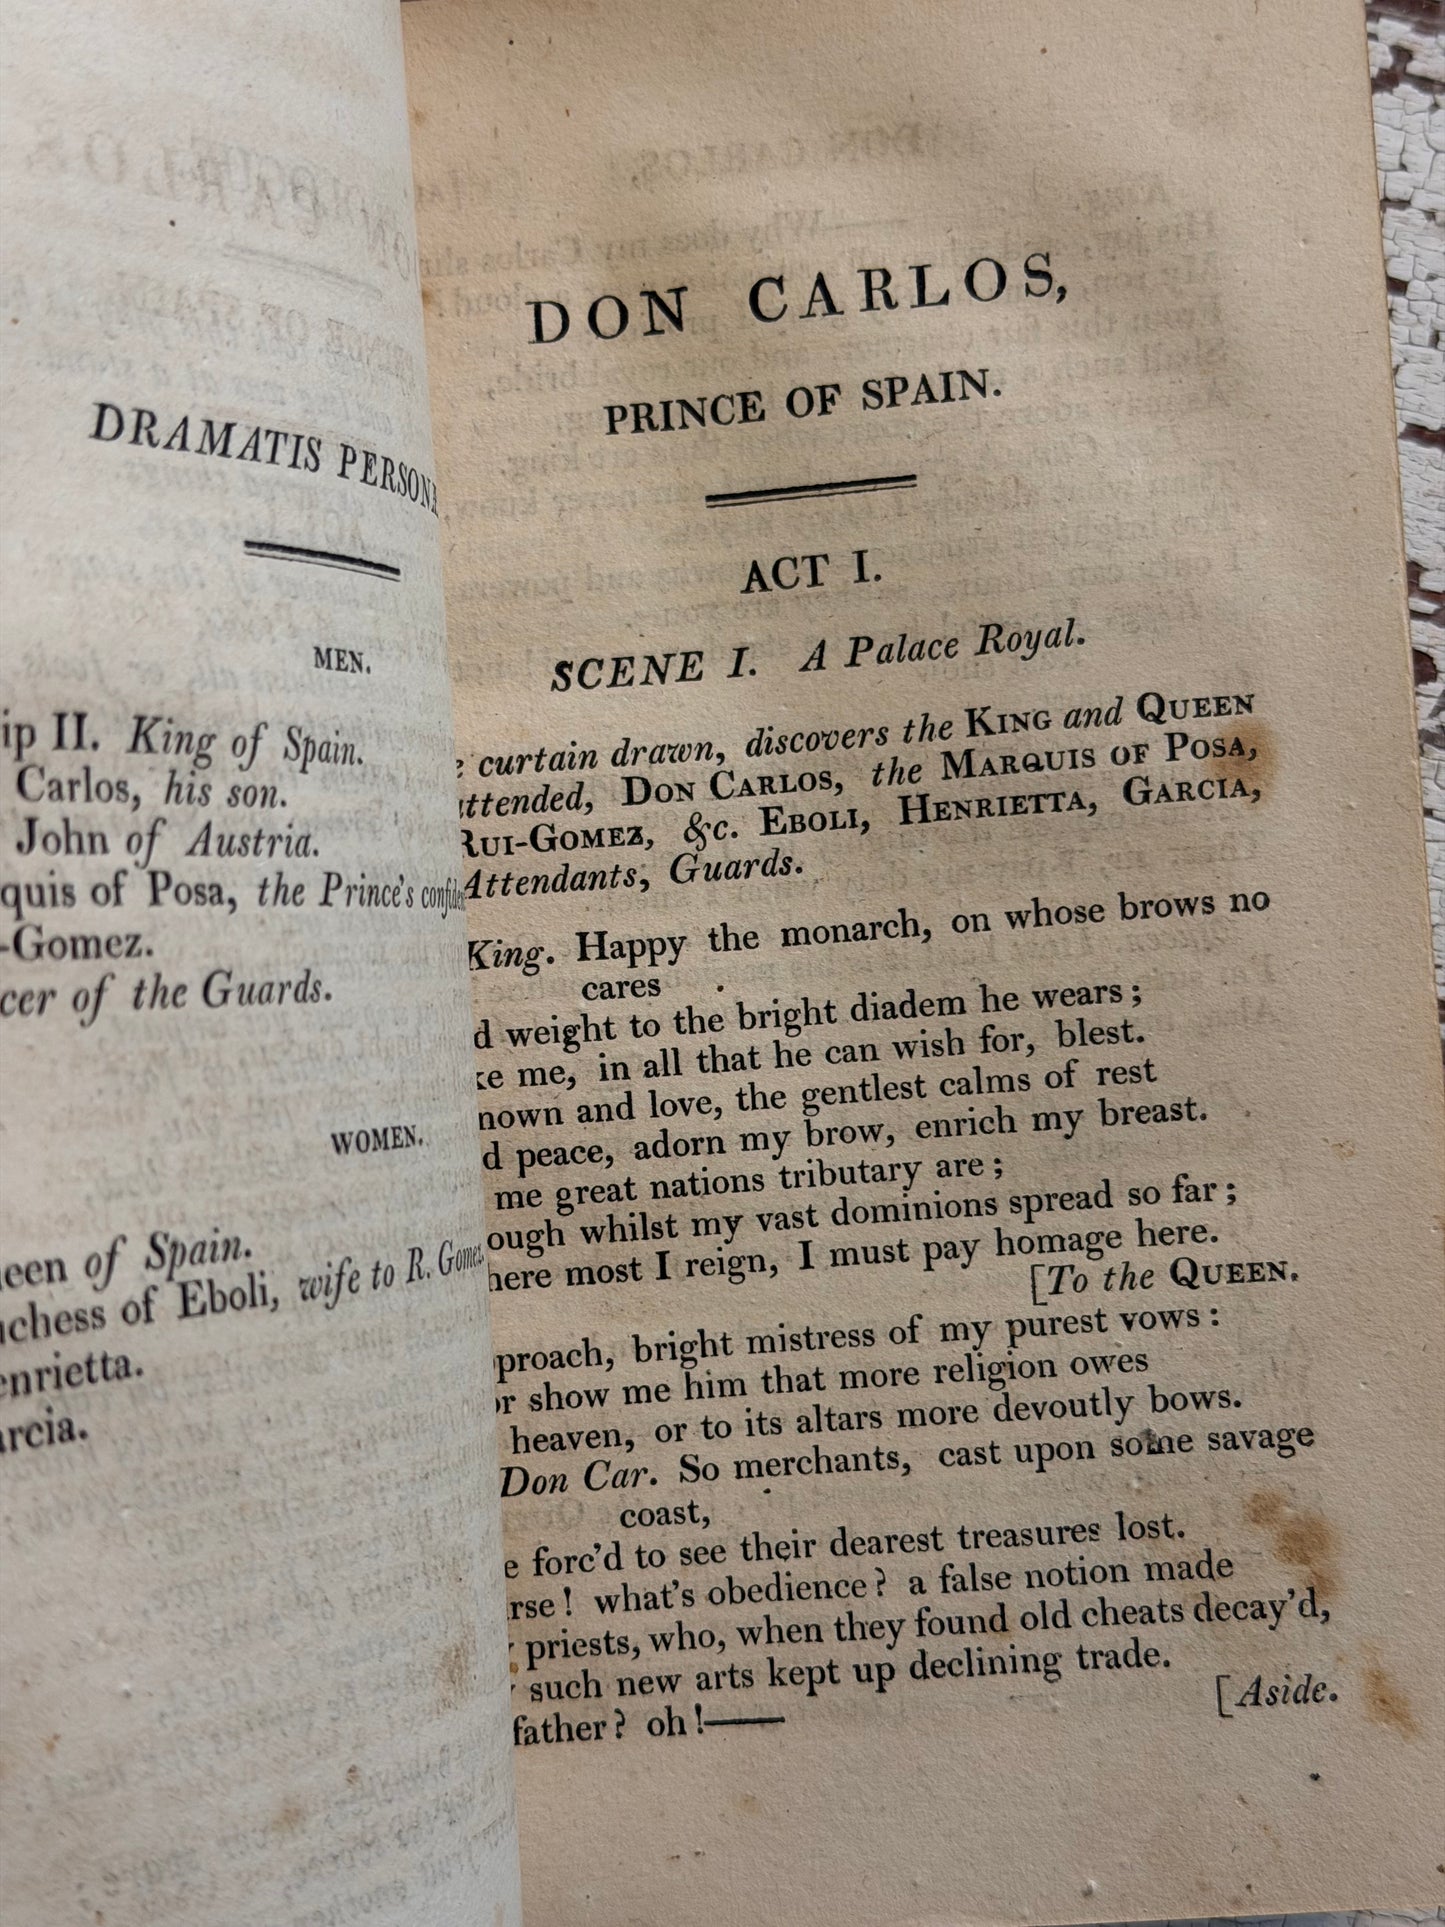 DRAMATIS PERSONA
MEN.
ip II. King of Spain.
Carlos, his son.
John of Austria.
quis of Posa, the Prince's confide
-Gomez.
cer of the Guards.
WOMEN.
ueen of Spain.
uchess of Eboli, wife to R. Gomez.
enrietta.
arcia.
DON CARLOS,
PRINCE OF SPAIN.
ACT I.
SCENE I. A Palace Royal.
e curtain drawn, discovers the KING and QUEEN
attended, DON CARLOS, the MARQUIS OF POSA,
RUI-GOMEZ, &c. EBOLI, HENRIETTA, GARCIA,
Attendants, Guards.
King. Happy the monarch, on whose brows no
cares
d weight to the bright diadem he wears;
ke me, in all that he can wish for, blest.
nown and love, the gentlest calms of rest
d peace, adorn my brow, enrich my breast.
me great nations tributary are;
ough whilst my vast dominions spread so far;
here most I reign, I must pay homage here.
[To the QUEEN.
proach, bright mistress of my purest vows:
or show me him that more religion owes
heaven, or to its altars more devoutly bows.
Don Car. So merchants, cast upon some savage
coast,
e forc'd to see their dearest treasures lost.
rse! what's obedience? a false notion made
priests, who, when they found old cheats decay'd,
such new arts kept up declining trade.
father? oh!——
[Aside.